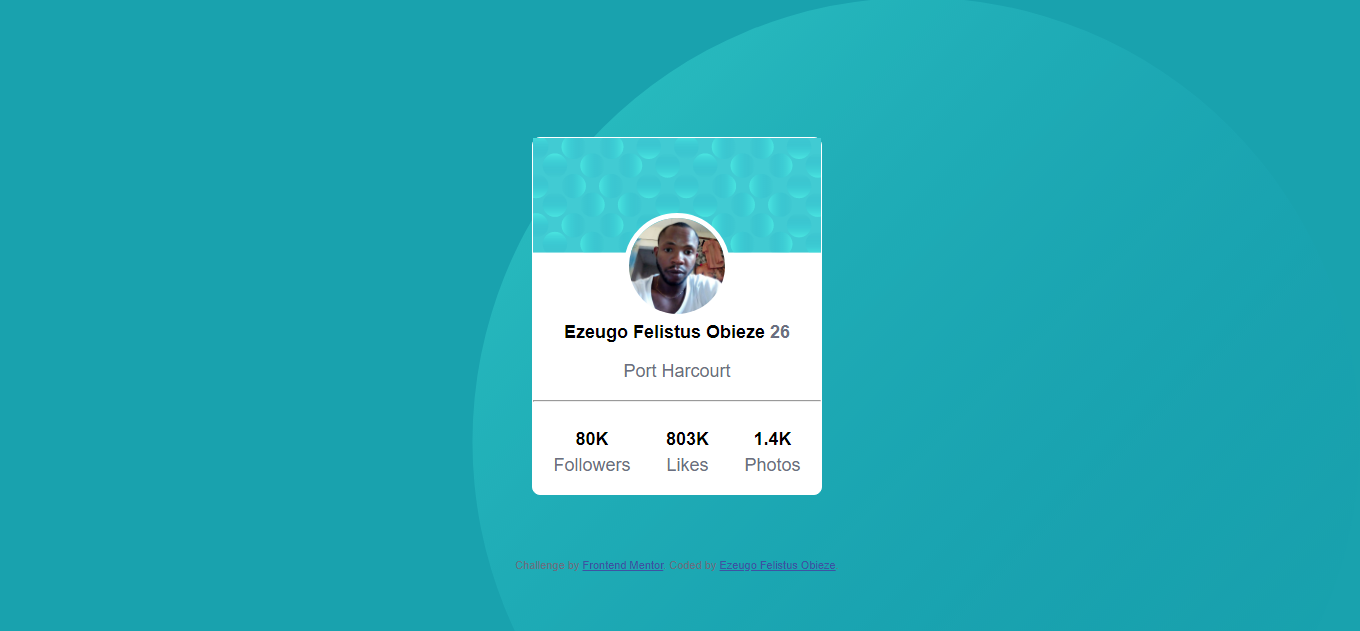 Ezeugo Felistus Obieze 26
Port Harcourt
80K 803K 1.4K
Followers Likes Photos
Challenge by Frontend Mentor. Coded by Ezeugo Felistus Obieze